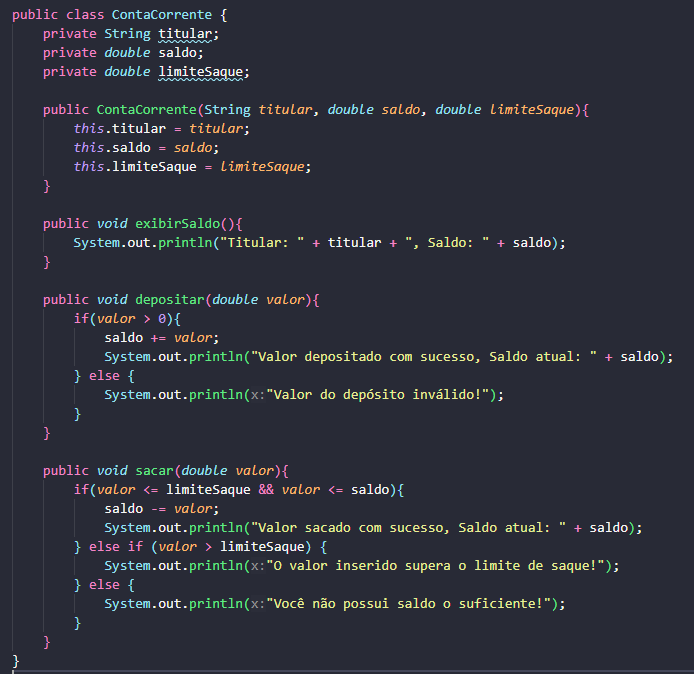 public class ContaCorrente {
    private String titular;
    private double saldo;
    private double limiteSaque;

    public ContaCorrente(String titular, double saldo, double limiteSaque){
        this.titular = titular;
        this.saldo = saldo;
        this.limiteSaque = limiteSaque;
    }

    public void exibirSaldo(){
        System.out.println("Titular: " + titular + ", Saldo: " + saldo);
    }

    public void depositar(double valor){
        if(valor > 0){
            saldo += valor;
            System.out.println("Valor depositado com sucesso, Saldo atual: " + saldo);
        } else {
            System.out.println(x:"Valor do depósito inválido!");
        }
    }

    public void sacar(double valor){
        if(valor <= limiteSaque && valor <= saldo){
            saldo -= valor;
            System.out.println("Valor sacado com sucesso, Saldo atual: " + saldo);
        } else if (valor > limiteSaque) {
            System.out.println(x:"O valor inserido supera o limite de saque!");
        } else {
            System.out.println(x:"Você não possui saldo o suficiente!");
        }
    }
}